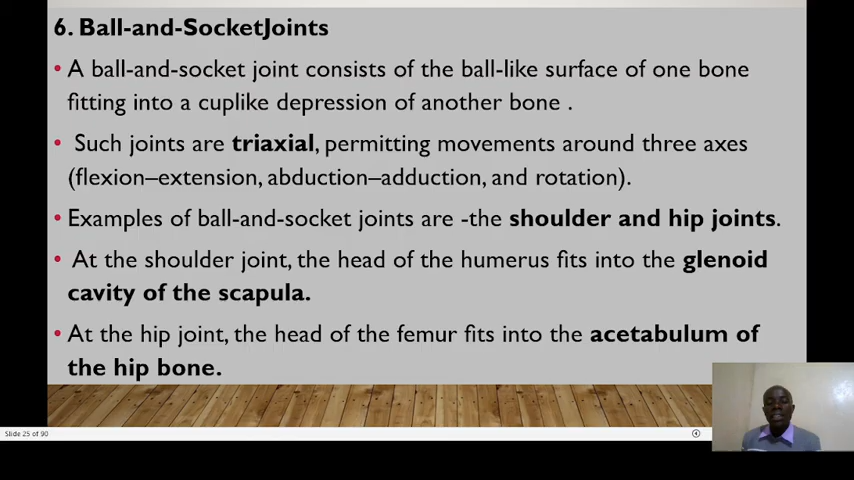 6. Ball-and-SocketJoints
• A ball-and-socket joint consists of the ball-like surface of one bone
fitting into a cuplike depression of another bone .
• Such joints are triaxial, permitting movements around three axes
(flexion–extension, abduction–adduction, and rotation).
• Examples of ball-and-socket joints are -the shoulder and hip joints.
• At the shoulder joint, the head of the humerus fits into the glenoid
cavity of the scapula.
• At the hip joint, the head of the femur fits into the acetabulum of
the hip bone.
Slide 25 of 90